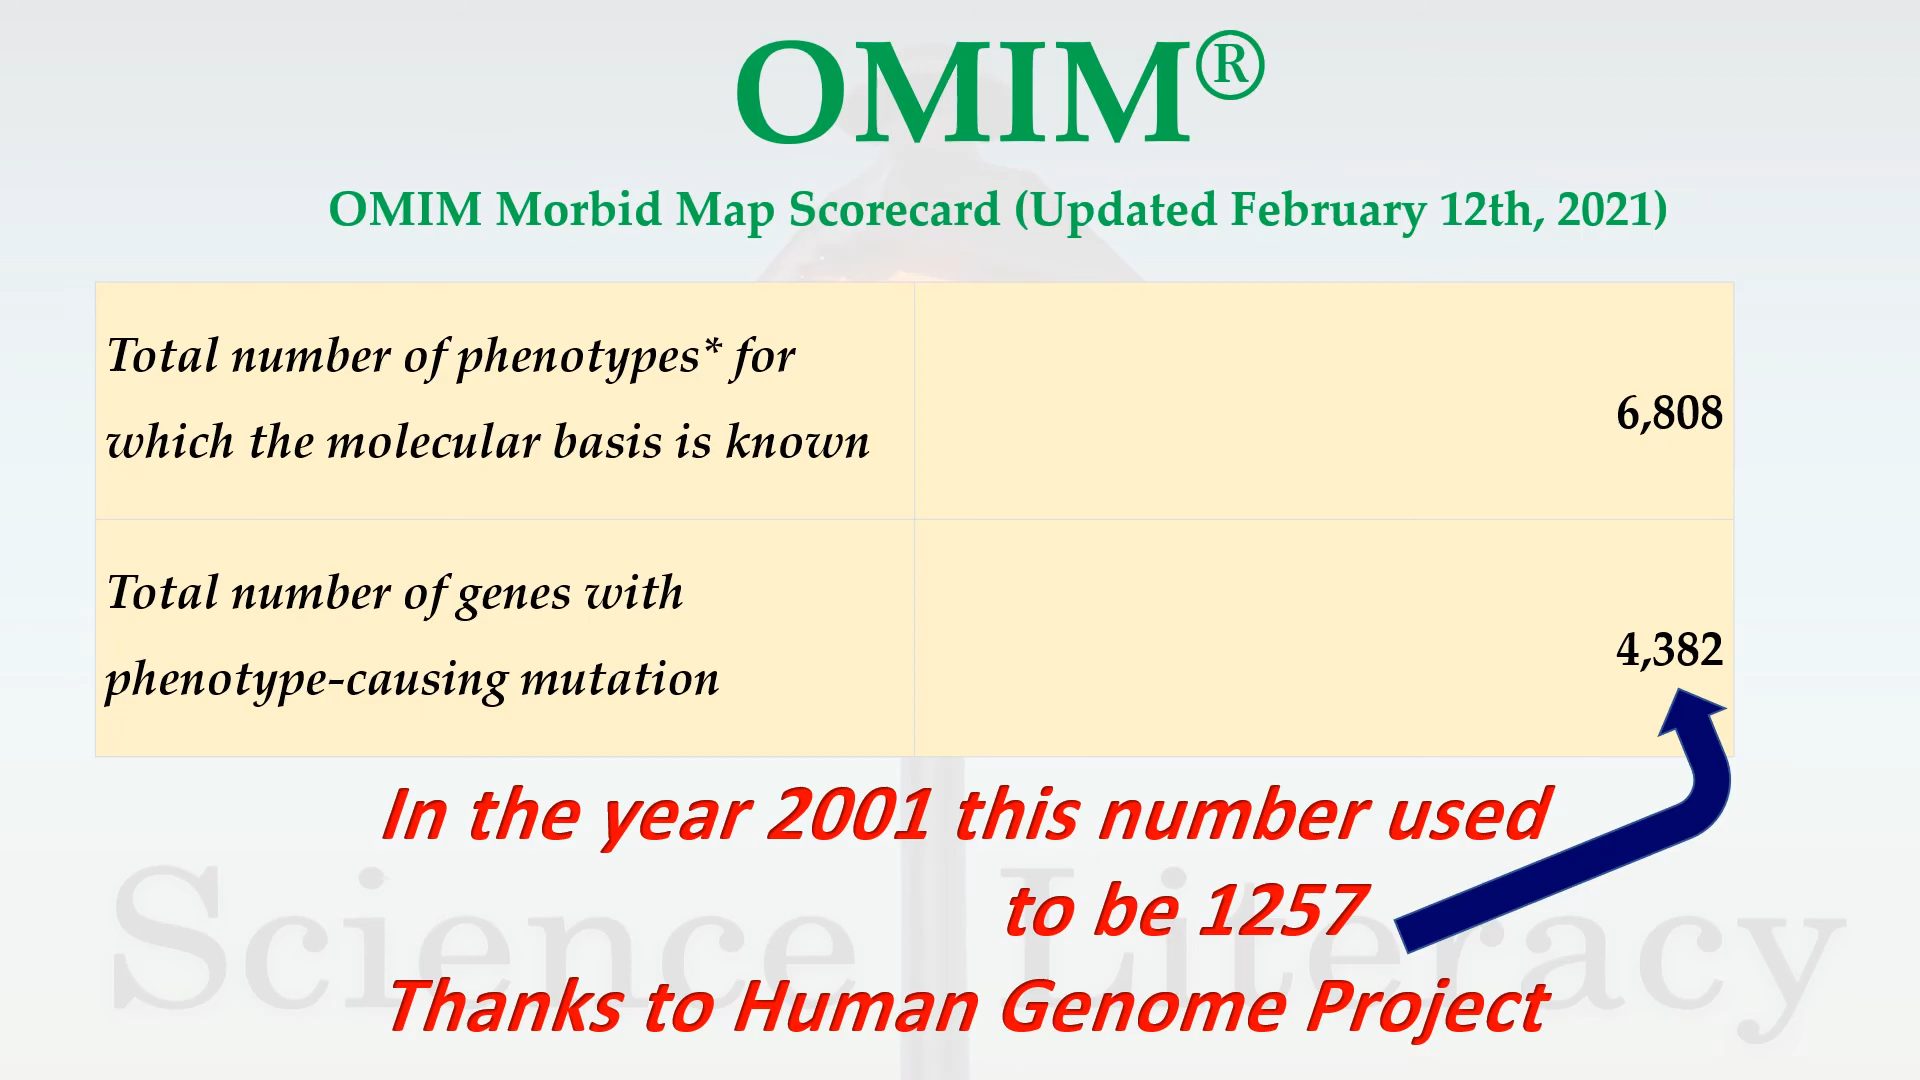 OMIM®
OMIM Morbid Map Scorecard (Updated February 12th, 2021)
Total number of phenotypes* for
which the molecular basis is known
6,808
Total number of genes with
phenotype-causing mutation
4,382
In the year 2001 this number used
to be 1257
Thanks to Human Genome Project
Science Literacy